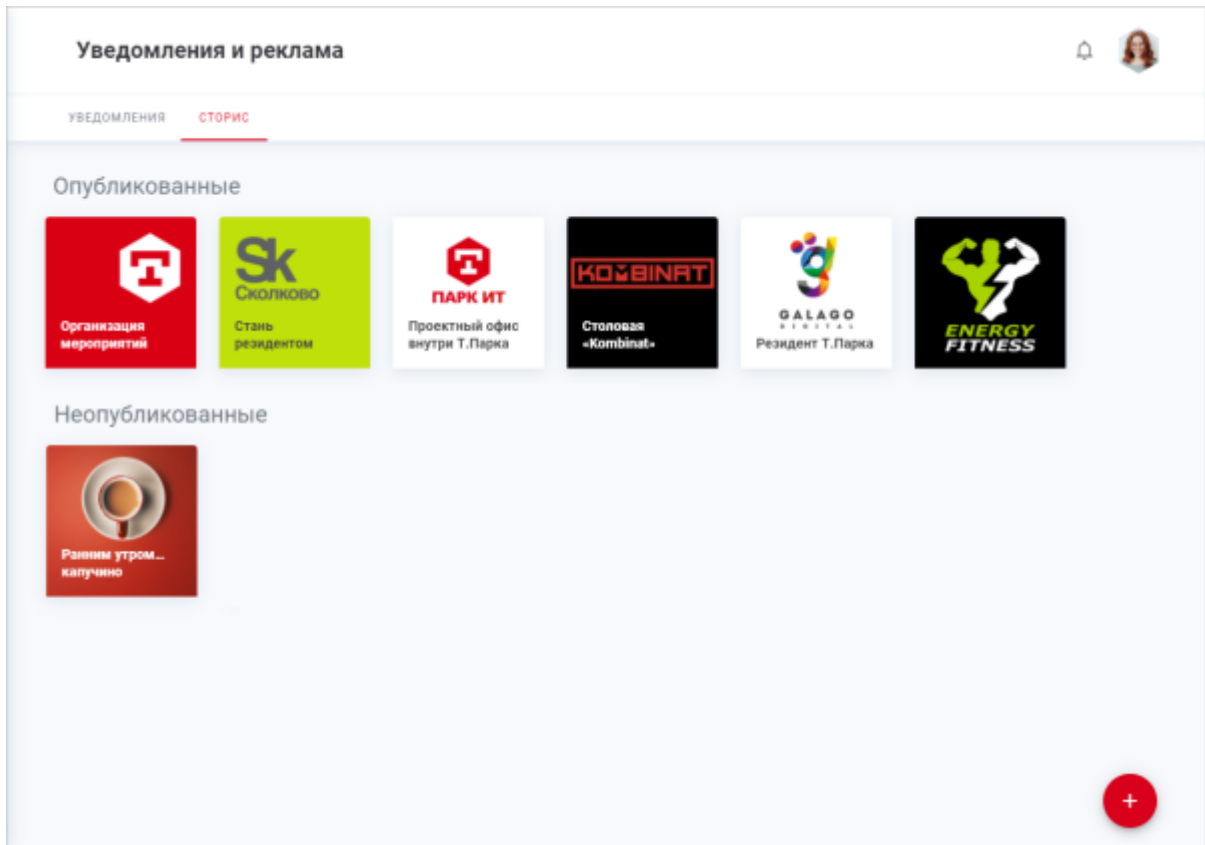 Уведомления и реклама
УВЕДОМЛЕНИЯ
СТОРИС
Опубликованные
Организация
мероприятий
Sk
Сколково
Стань
резидентом
ПАРК ИТ
Проектный офис
внутри Т.Парка
KOMBINAT
Столовая
«Kombinat»
GALAGO
DIGITAL
Резидент Т.Парка
ENERGY
FITNESS
Неопубликованные
Ранним утром...
капучино